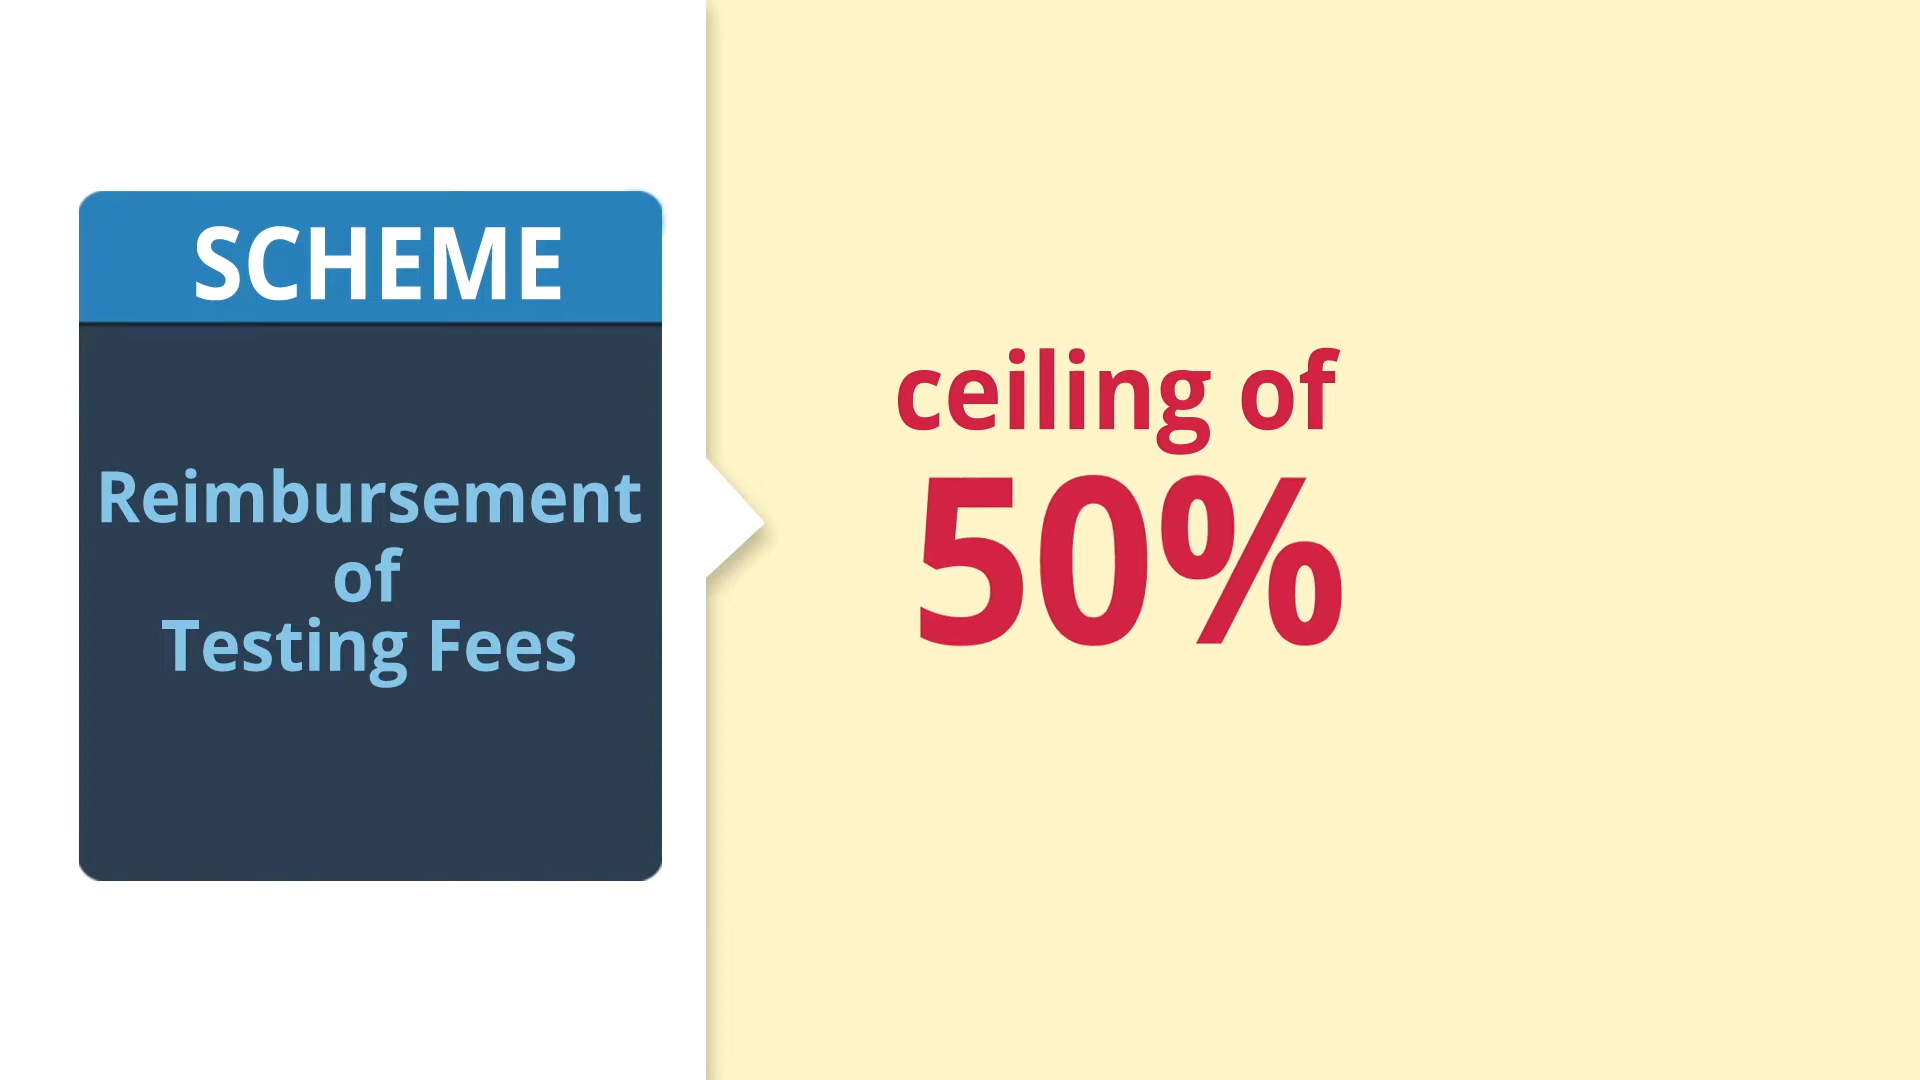 SCHEME
Reimbursement
of
Testing Fees
ceiling of
50%